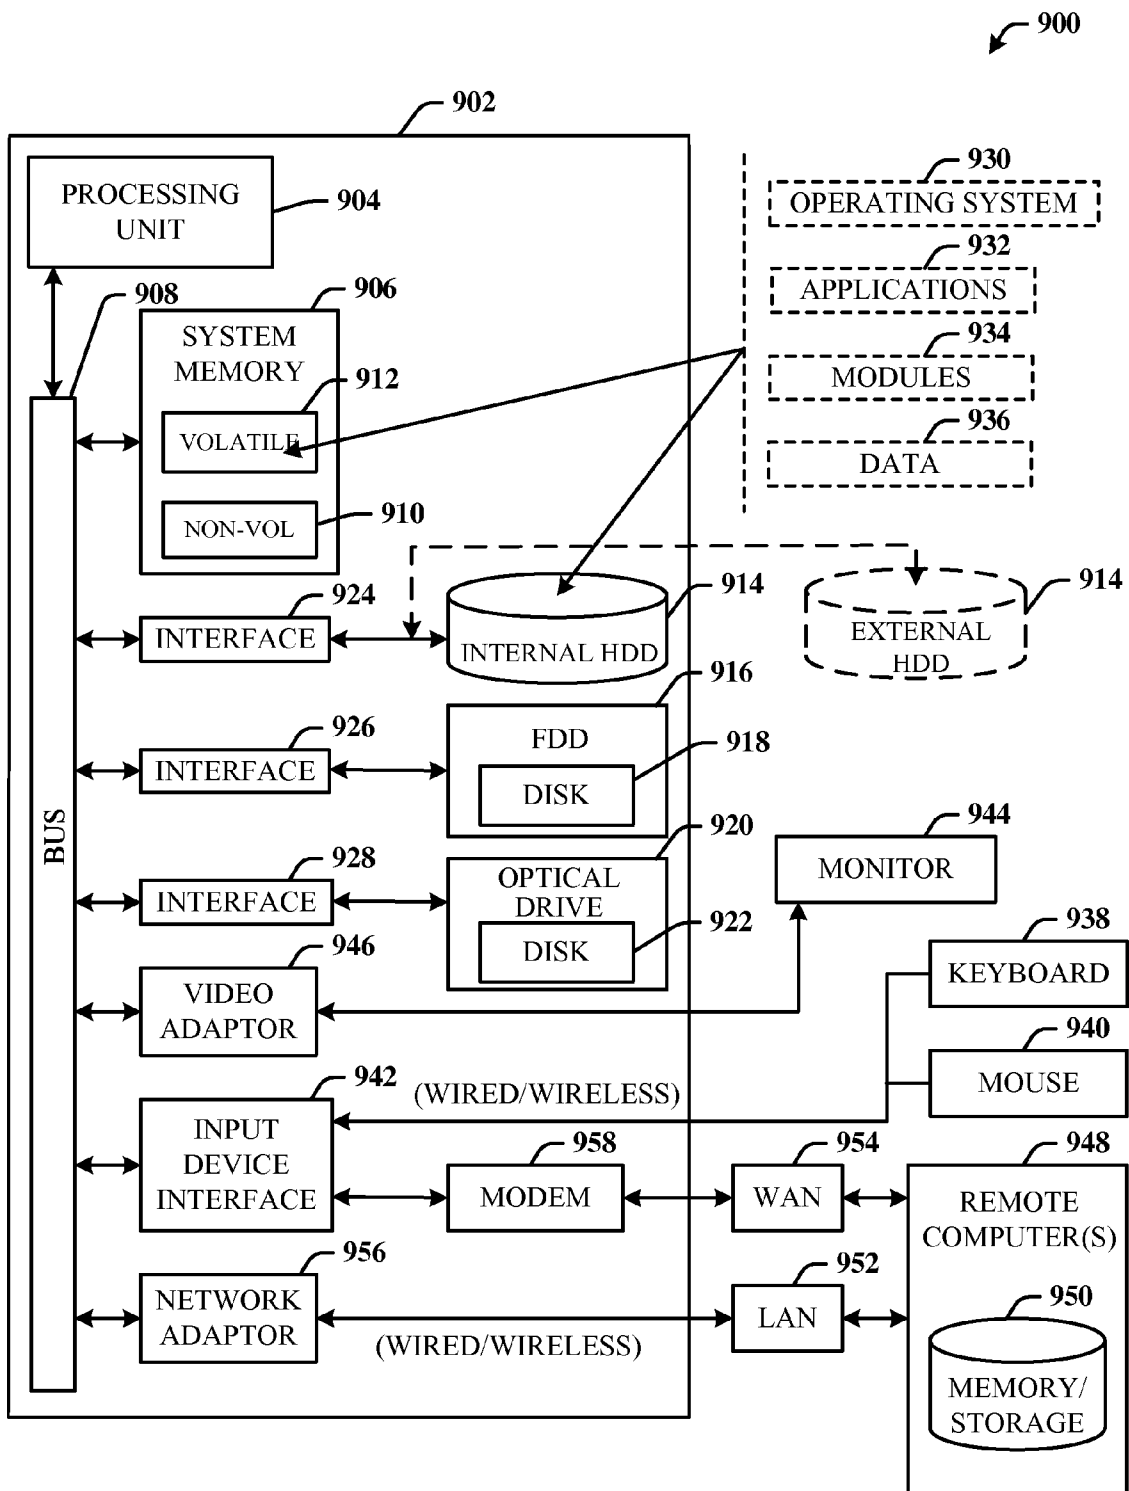 900
902
PROCESSING
UNIT
904
908
906
SYSTEM
MEMORY
912
VOLATILE
NON-VOL
910
930
OPERATING SYSTEM
932
APPLICATIONS
934
MODULES
936
DATA
924
INTERFACE
INTERNAL HDD
914
EXTERNAL
HDD
914
926
INTERFACE
916
FDD
918
DISK
BUS
928
INTERFACE
920
OPTICAL
DRIVE
922
DISK
944
MONITOR
946
VIDEO
ADAPTOR
938
KEYBOARD
940
MOUSE
942
INPUT
DEVICE
INTERFACE
(WIRED/WIRELESS)
958
MODEM
954
WAN
948
REMOTE
COMPUTER(S)
956
NETWORK
ADAPTOR
(WIRED/WIRELESS)
952
LAN
950
MEMORY/
STORAGE